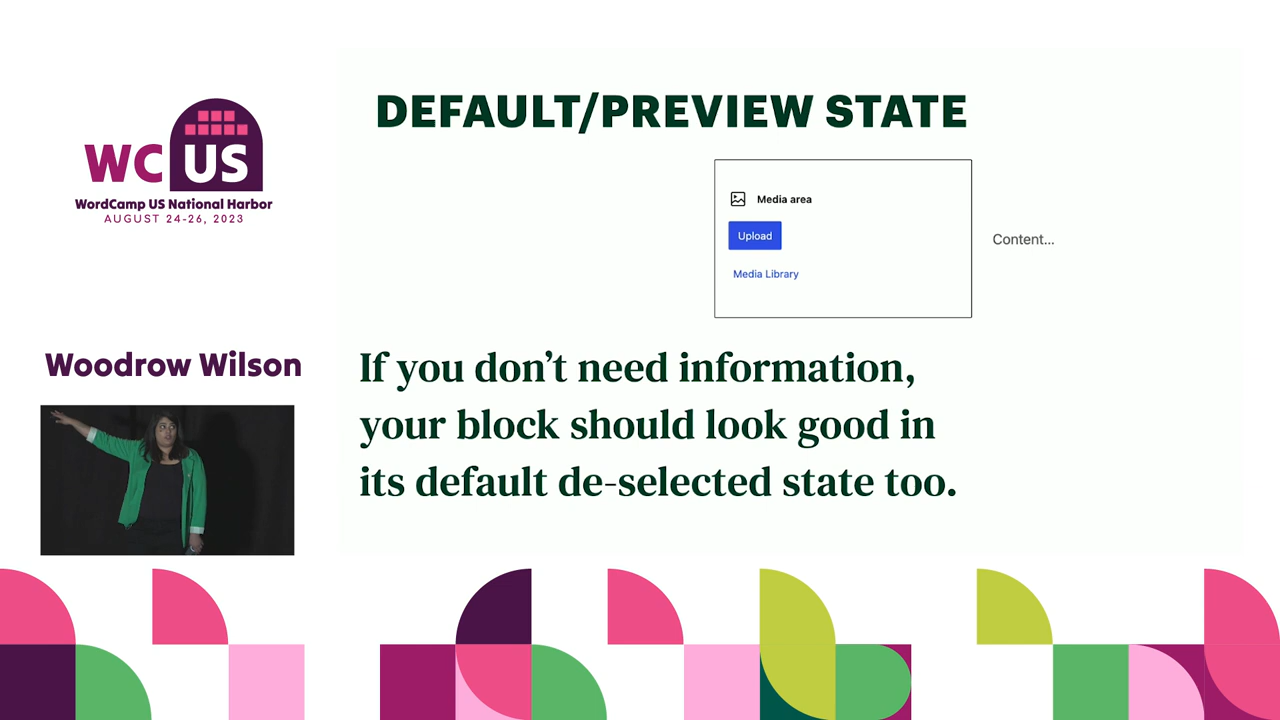 WC US
WordCamp US National Harbor
AUGUST 24-26, 2023
Woodrow Wilson
DEFAULT/PREVIEW STATE
Media area
Upload
Media Library
Content...
If you don't need information,
your block should look good in
its default de-selected state too.